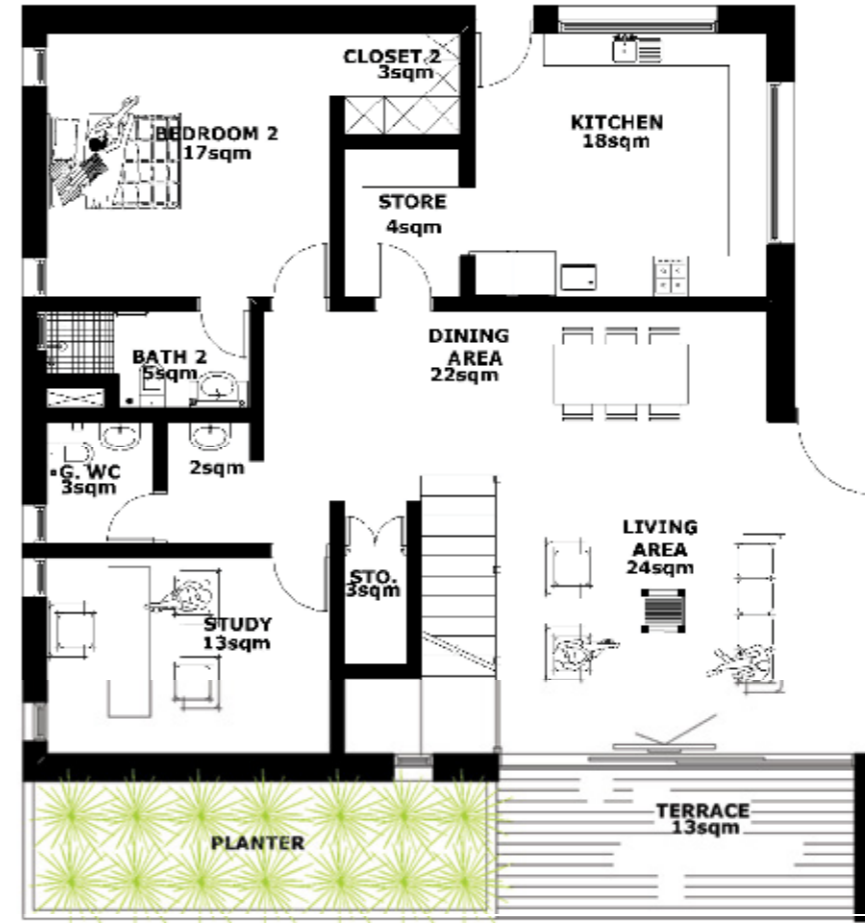 CLOSET 2
3sqm
BEDROOM 2
17sqm
KITCHEN
18sqm
STORE
4sqm
DINING
AREA
22sqm
BATH 2
5sqm
G. WC
3sqm
2sqm
LIVING
AREA
24sqm
STO.
3sqm
STUDY
13sqm
TERRACE
13sqm
PLANTER